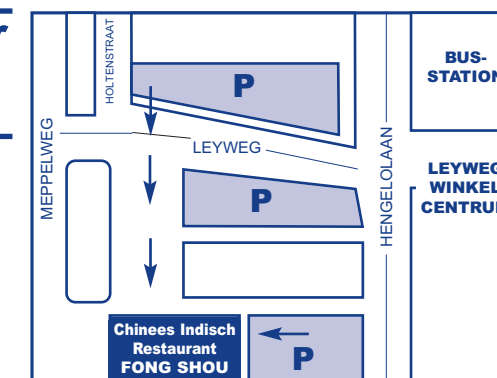 r
HOLTENSTRAAT
P
BUS-
STATION
MEPPELWEG
LEYWEG
HENGELOLAAN
LEYWEG
WINKEL
CENTRUM
P
Chinees Indisch
Restaurant
FONG SHOU
P